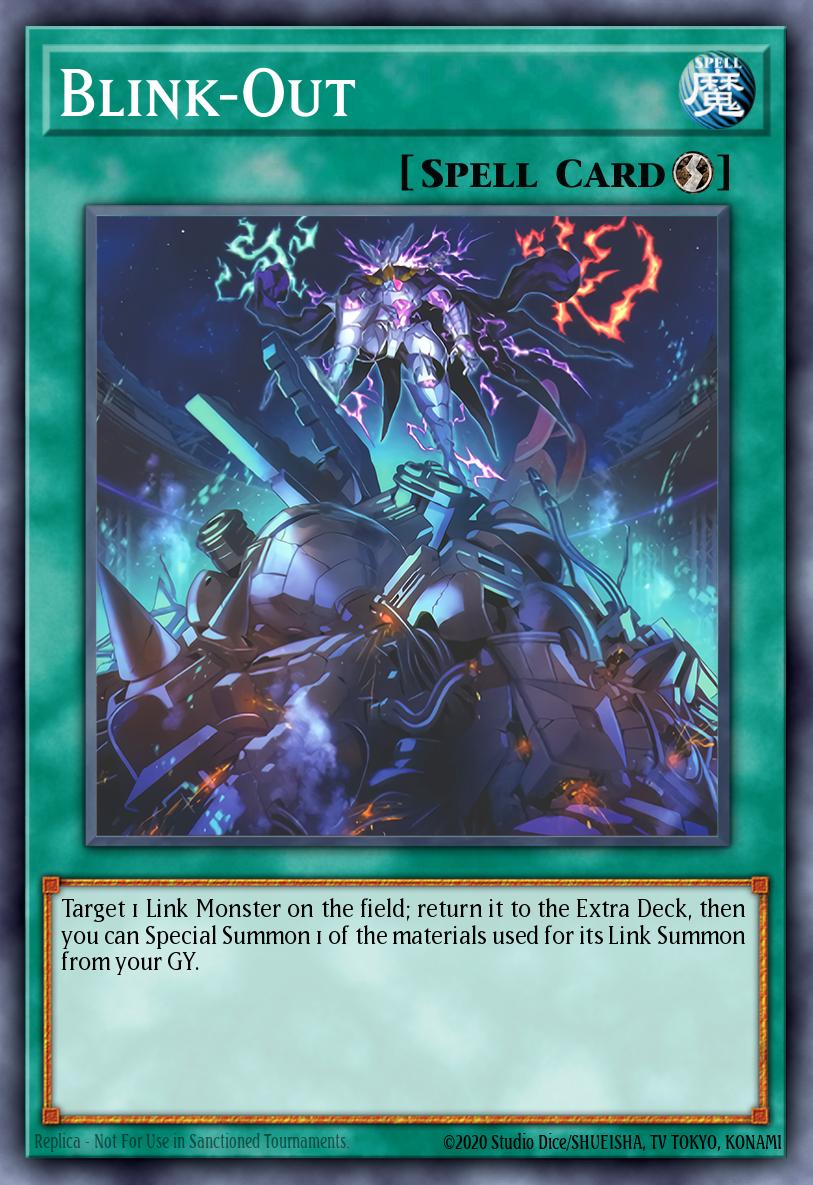 Blink-Out
SPELL
魔
[Spell Card]
Target 1 Link Monster on the field; return it to the Extra Deck, then
you can Special Summon 1 of the materials used for its Link Summon
from your GY.
Replica - Not For Use in Sanctioned Tournaments.
©2020 Studio Dice/SHUEISHA, TV TOKYO, KONAMI